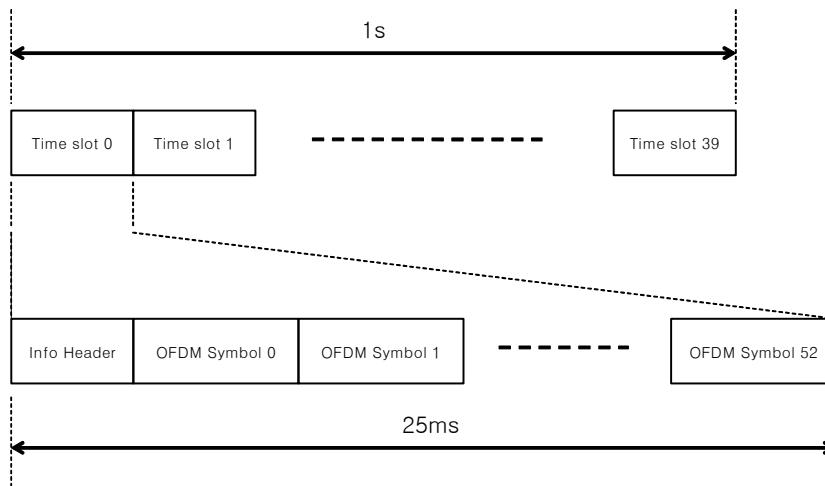 1s
Time slot 0
Time slot 1
Time slot 39
Info Header
OFDM Symbol 0
OFDM Symbol 1
OFDM Symbol 52
25ms